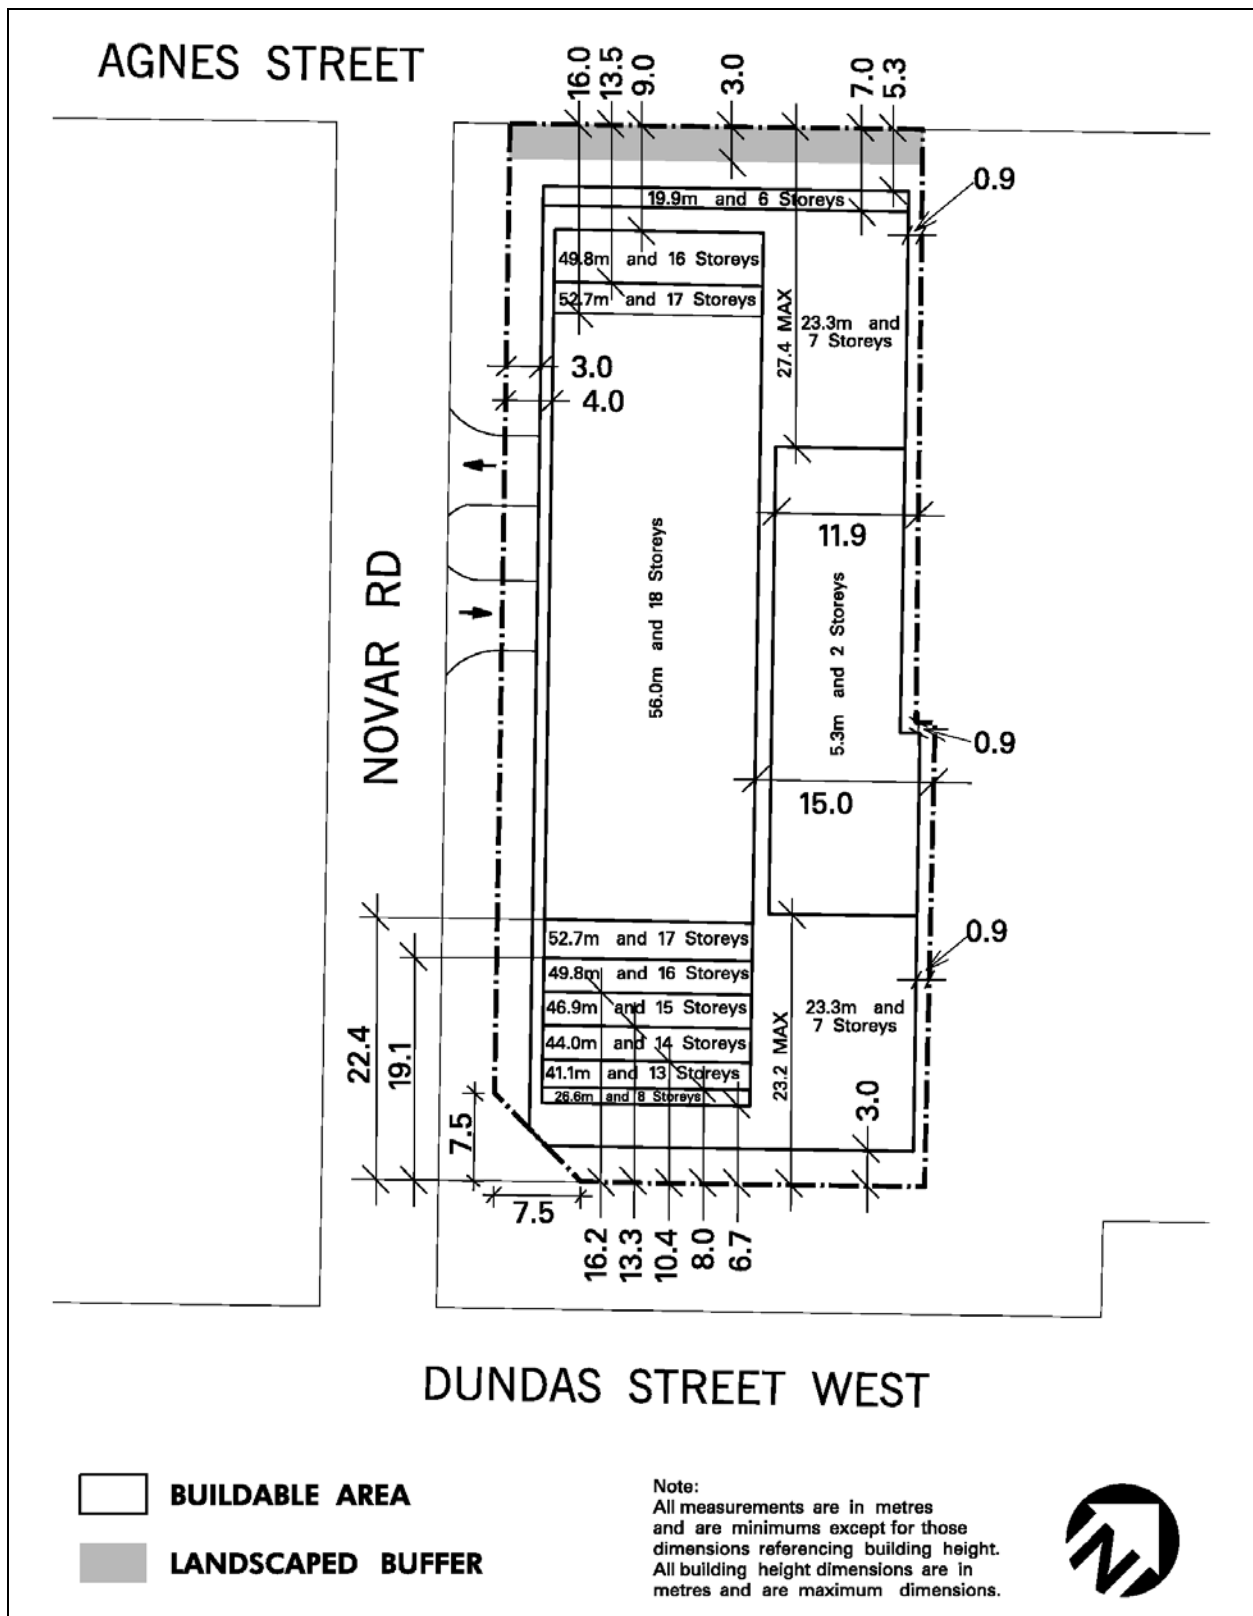 AGNES STREET
16.0
13.5
9.0
3.0
7.0
5.3
0.9
19.9m and 6 Storeys
49.8m and 16 Storeys
52.7m and 17 Storeys
27.4 MAX
23.3m and
7 Storeys
3.0
4.0
11.9
56.0m and 18 Storeys
5.3m and 2 Storeys
NOVAR RD
0.9
15.0
52.7m and 17 Storeys
0.9
49.8m and 16 Storeys
46.9m and 15 Storeys
23.3m and
7 Storeys
44.0m and 14 Storeys
41.1m and 13 Storeys
26.6m and 8 Storeys
23.2 MAX
22.4
19.1
7.5
3.0
7.5
16.2
13.3
10.4
8.0
6.7
DUNDAS STREET WEST
BUILDABLE AREA
LANDSCAPED BUFFER
Note:
All measurements are in metres
and are minimums except for those
dimensions referencing building height.
All building height dimensions are in
metres and are maximum dimensions.
N